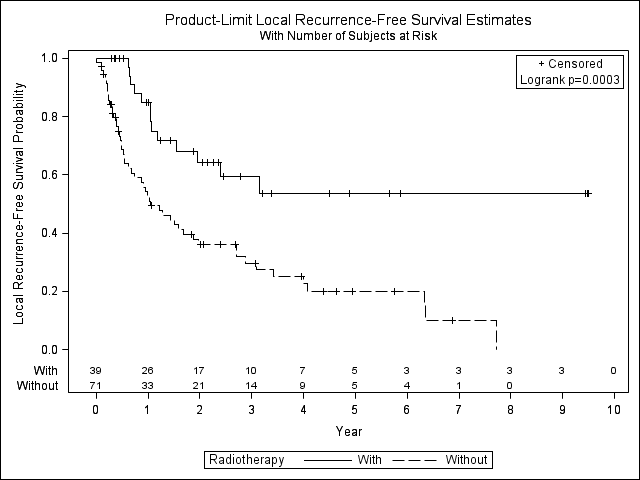 Product-Limit Local Recurrence-Free Survival Estimates
With Number of Subjects at Risk
+ Censored
Logrank p=0.0003
Local Recurrence-Free Survival Probability
1.0
0.8
0.6
0.4
0.2
0.0
With 39 26 17 10 7 5 3 3 3 3 0
Without 71 33 21 14 9 5 4 1 0
0 1 2 3 4 5 6 7 8 9 10
Year
Radiotherapy With Without